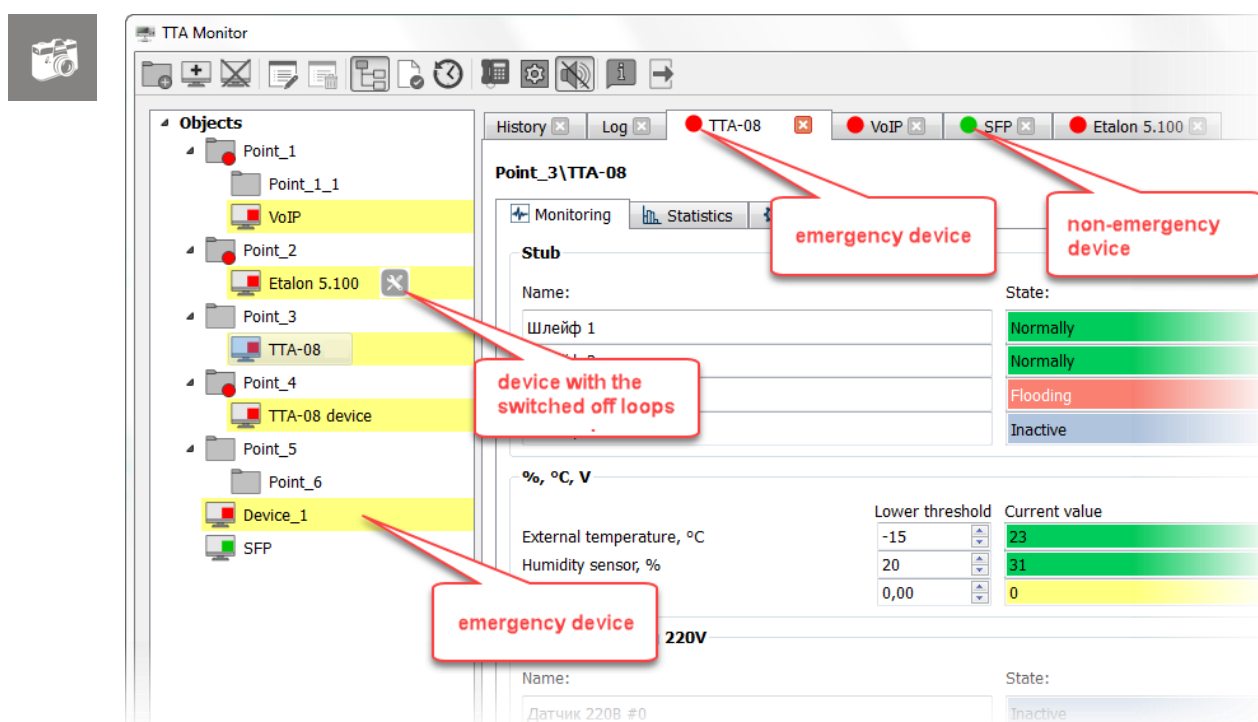 TTA Monitor
Objects
Point_1
Point_1_1
VoIP
Point_2
Etalon 5.100
Point_3
TTA-08
Point_4
TTA-08 device
Point_5
Point_6
Device_1
SFP
History
Log
TTA-08
VoIP
SFP
Etalon 5.100
Point_3\TTA-08
Monitoring
Statistics
emergency device
non-emergency
device
Stub
Name:
State:
Шлейф 1
Normally
Normally
Flooding
Inactive
device with the
switched off loops
%, °C, V
Lower threshold
Current value
External temperature, °C
-15
23
Humidity sensor, %
20
31
0,00
0
emergency device
220V
Name:
State:
Датчик 220В #0
Inactive